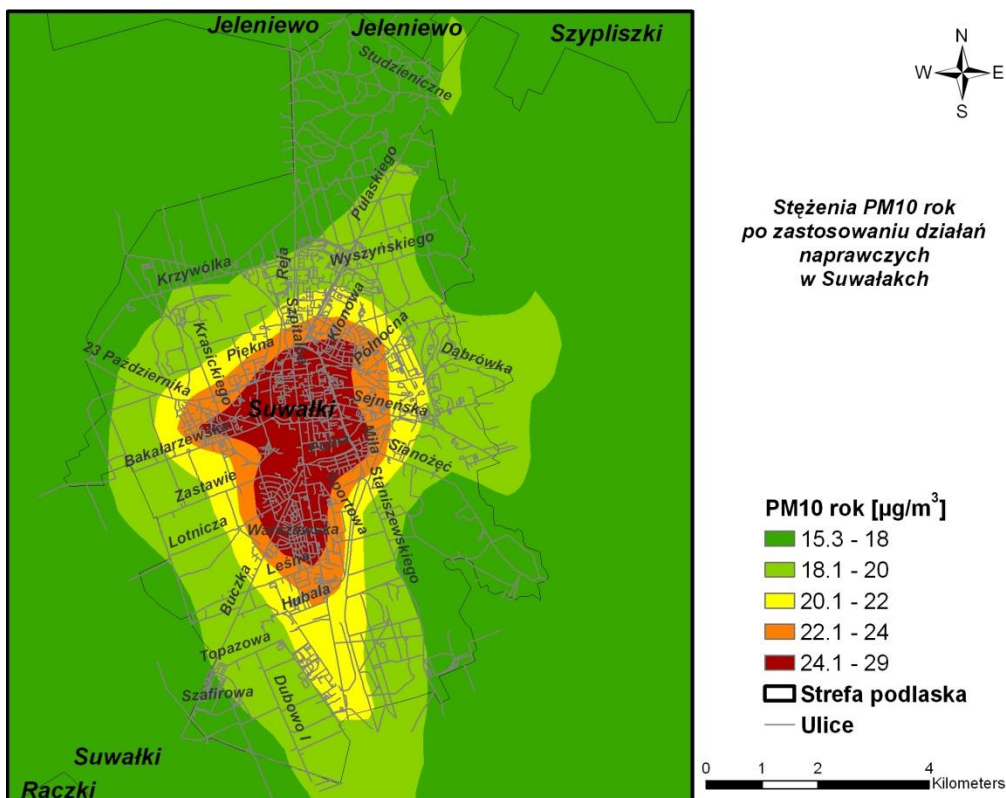 Jeleniewo
Jeleniewo
Szypliszki
Studzieniczne
Pułaskiego
Wyszyńskiego
Reja
Krzywólka
Szpitalna
Klonowa
Północna
Piękna
Krasickiego
Dąbrówka
23 Października
Sejneńska
Suwałki
Bakałarzewska
Miła
Sianożęć
Zastawie
Sportowa
Staniszewskiego
Lotnicza
Warszawska
Leśna
Buczka
Hubala
Topazowa
Szafirowa
Dubowo I
Suwałki
Raczki
N
W E
S
Stężenia PM10 rok
po zastosowaniu działań
naprawczych
w Suwałakch
PM10 rok [µg/m³]
15.3 - 18
18.1 - 20
20.1 - 22
22.1 - 24
24.1 - 29
Strefa podlaska
Ulice
0 1 2 4
Kilometers